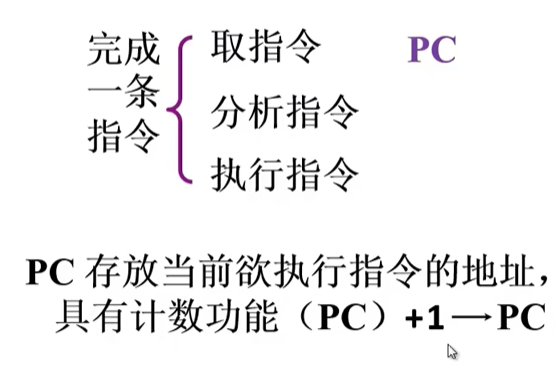 完成
一条
指令
取指令 PC
分析指令
执行指令
PC 存放当前欲执行指令的地址，
具有计数功能（PC）+1→PC